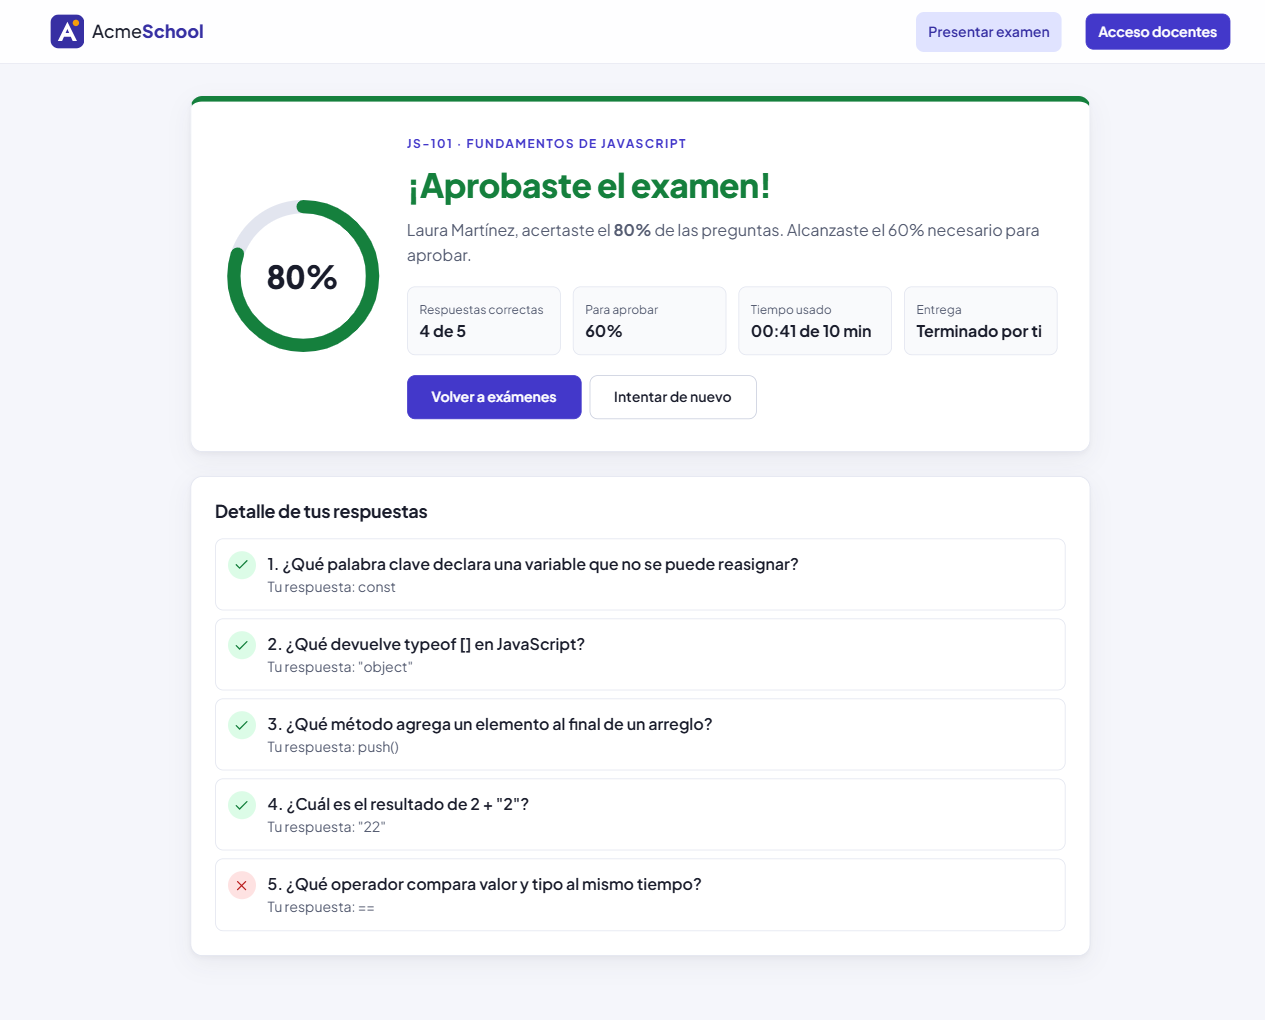 A AcmeSchool
Presentar examen
Acceso docentes
JS-101 · FUNDAMENTOS DE JAVASCRIPT
¡Aprobaste el examen!
80%
Laura Martínez, acertaste el 80% de las preguntas. Alcanzaste el 60% necesario para
aprobar.
Respuestas correctas
4 de 5
Para aprobar
60%
Tiempo usado
00:41 de 10 min
Entrega
Terminado por ti
Volver a exámenes
Intentar de nuevo
Detalle de tus respuestas
1. ¿Qué palabra clave declara una variable que no se puede reasignar?
Tu respuesta: const
2. ¿Qué devuelve typeof [] en JavaScript?
Tu respuesta: "object"
3. ¿Qué método agrega un elemento al final de un arreglo?
Tu respuesta: push()
4. ¿Cuál es el resultado de 2 + "2"?
Tu respuesta: "22"
5. ¿Qué operador compara valor y tipo al mismo tiempo?
Tu respuesta: ==